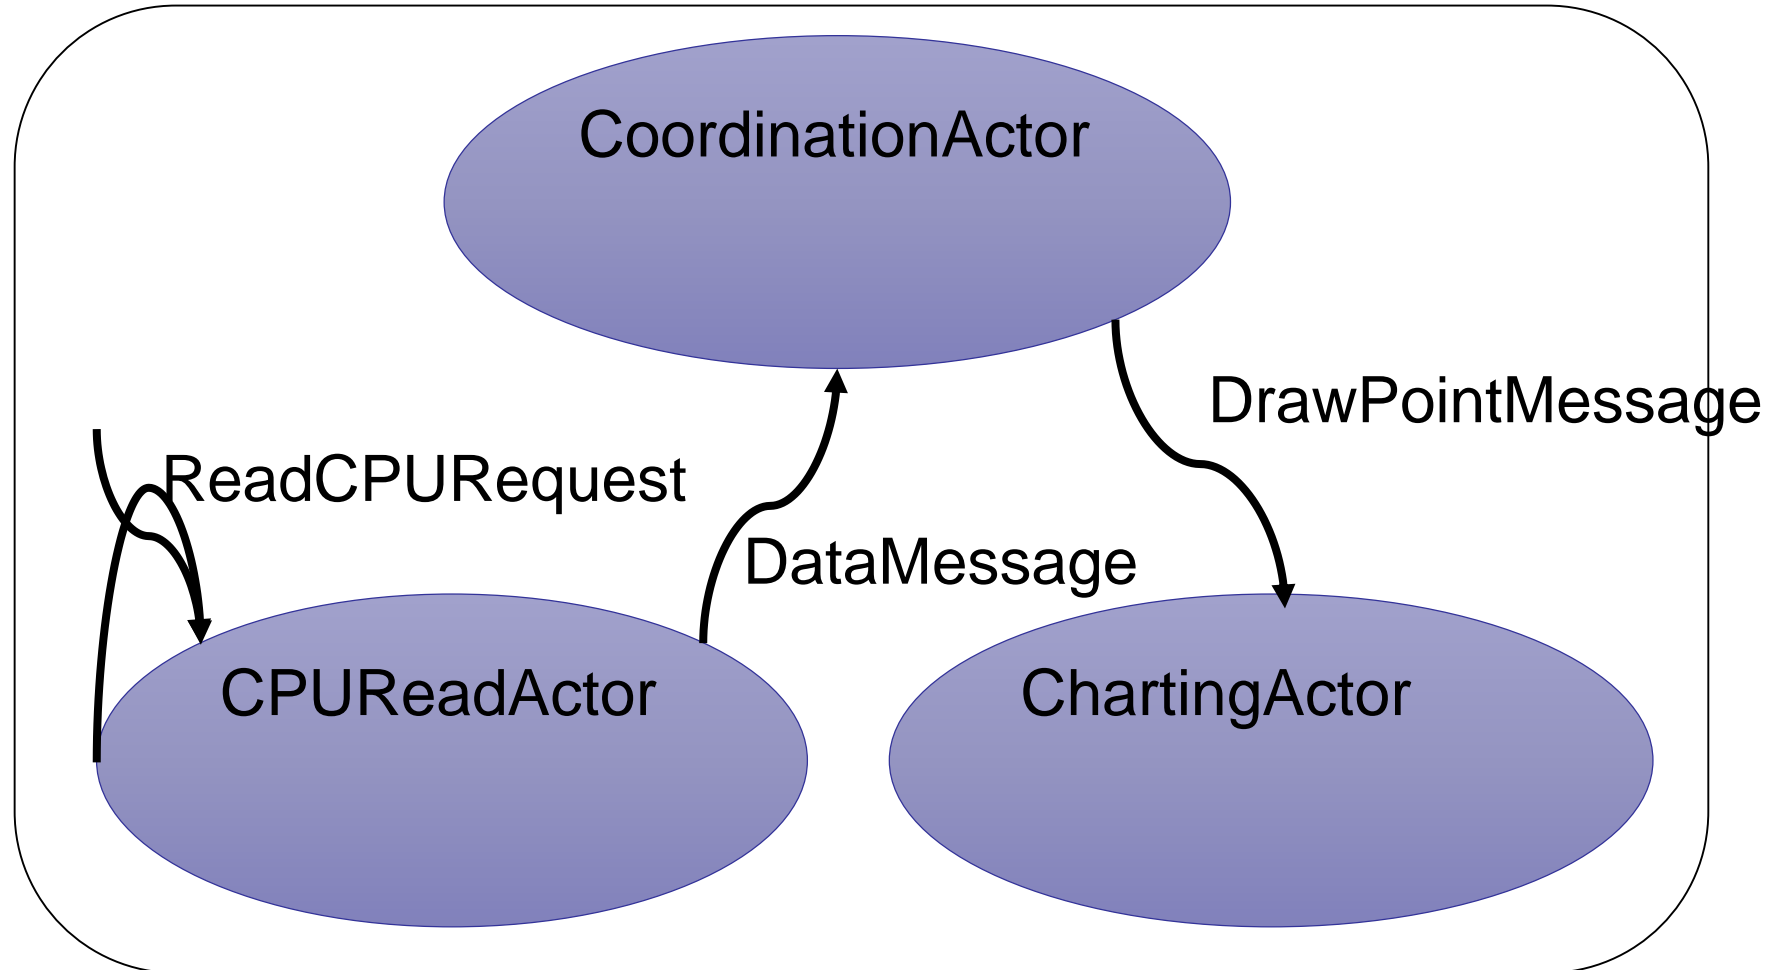 CoordinationActor
DrawPointMessage
ReadCPURequest
DataMessage
CPUReadActor
ChartingActor